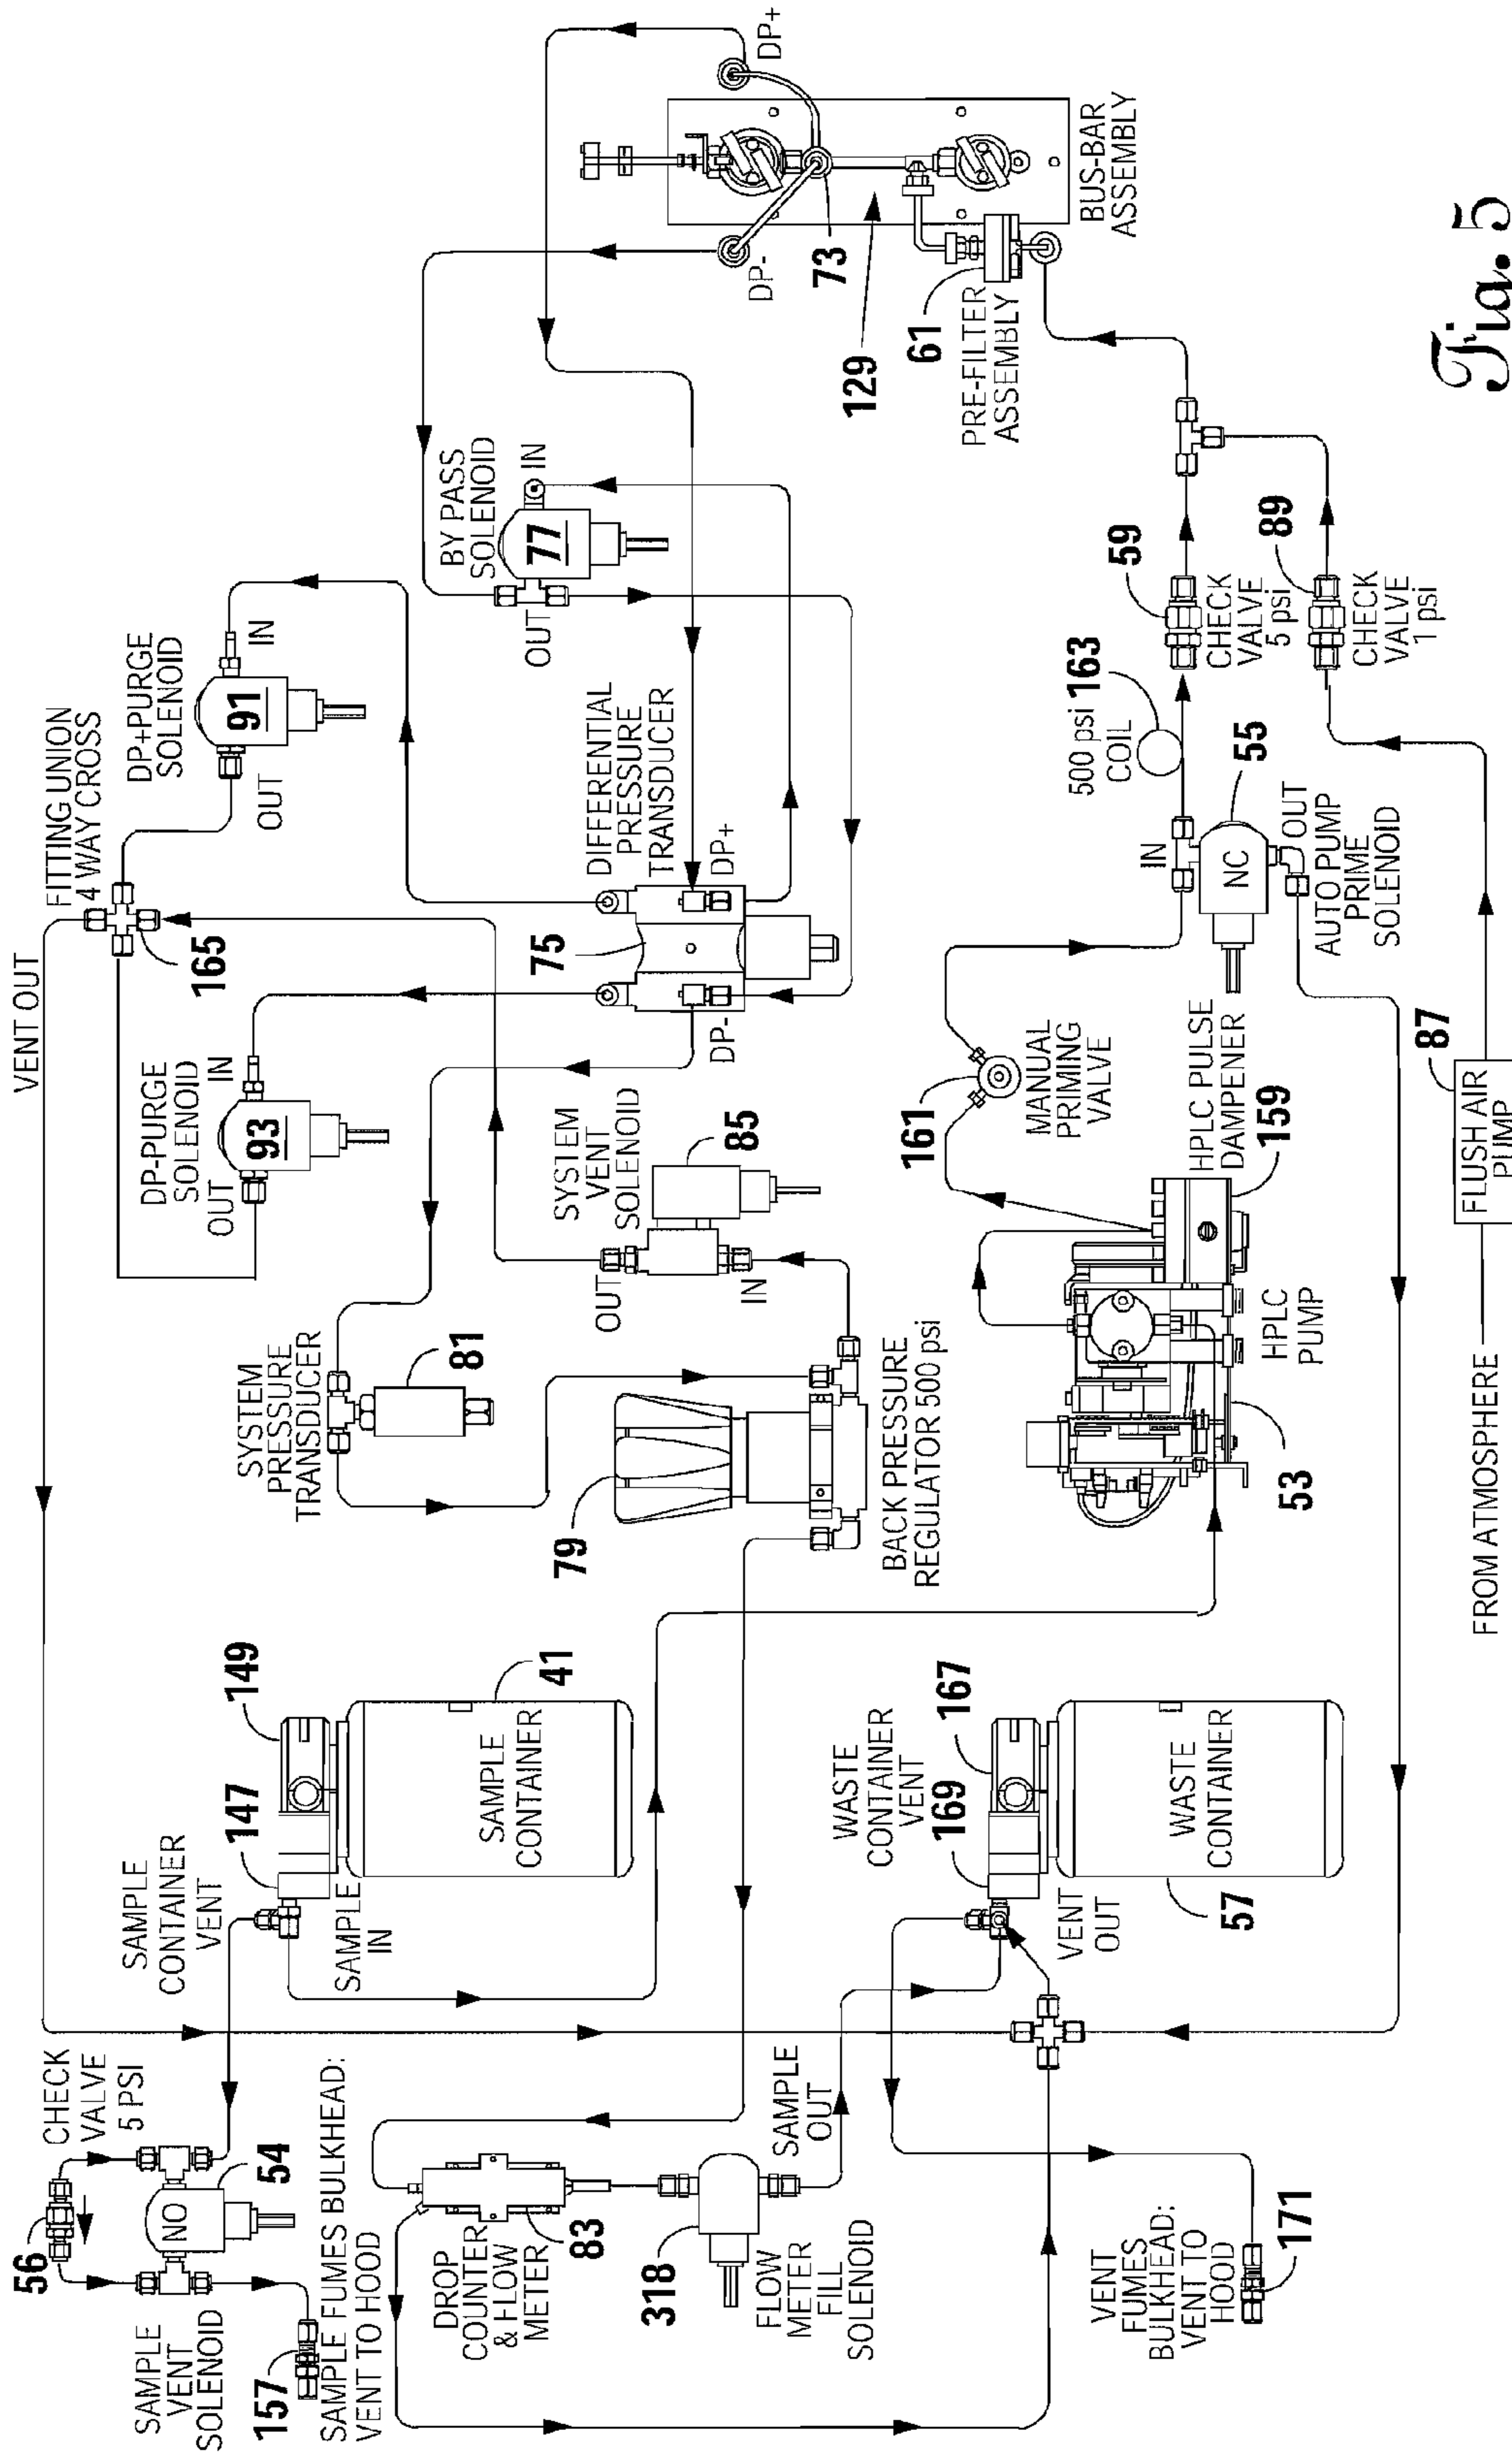 56
CHECK
VALVE
5 PSI
NO
54
SAMPLE
VENT
SOLENOID
157
SAMPLE FUMES BULKHEAD:
VENT TO HOOD
SAMPLE
CONTAINER
VENT
147
149
SAMPLE
IN
SAMPLE
CONTAINER
41
VENT OUT
DROP
COUNTER
& FLOW
METER
83
318
FLOW
METER
FILL
SOLENOID
SAMPLE
OUT
WASTE
CONTAINER
VENT
169
167
VENT
OUT
WASTE
CONTAINER
57
VENT
FUMES
BULKHEAD:
VENT TO
HOOD
171
SYSTEM
PRESSURE
TRANSDUCER
81
79
BACK PRESSURE
REGULATOR 500 psi
SYSTEM
VENT
SOLENOID
OUT
IN
85
DP-PURGE
SOLENOID
OUT
IN
93
FITTING UNION
4 WAY CROSS
165
DP+PURGE
SOLENOID
91
IN
OUT
DIFFERENTIAL
PRESSURE
TRANSDUCER
75
DP-
DP+
BY PASS
SOLENOID
77
IN
OUT
DP-
DP+
73
129
61
PRE-FILTER
ASSEMBLY
BUS-BAR
ASSEMBLY
53
HPLC
PUMP
HPLC PULSE
DAMPENER
159
161
MANUAL
PRIMING
VALVE
IN
NC
OUT
55
AUTO PUMP
PRIME
SOLENOID
500 psi
COIL
163
59
CHECK
VALVE
5 psi
89
CHECK
VALVE
1 psi
FROM ATMOSPHERE
FLUSH AIR
PUMP
87
Fig. 5